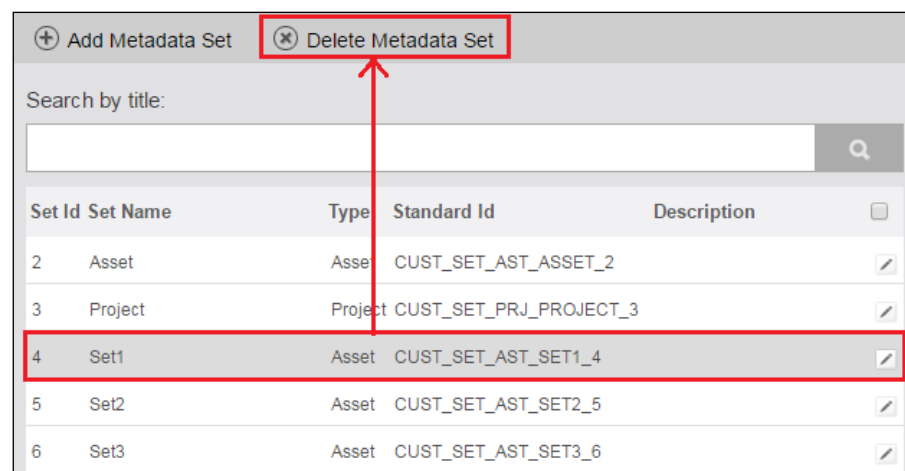 Add Metadata Set Delete Metadata Set
Search by title:
Set Id Set Name Type Standard Id Description
2 Asset Asset CUST_SET_AST_ASSET_2
3 Project Project CUST_SET_PRJ_PROJECT_3
4 Set1 Asset CUST_SET_AST_SET1_4
5 Set2 Asset CUST_SET_AST_SET2_5
6 Set3 Asset CUST_SET_AST_SET3_6